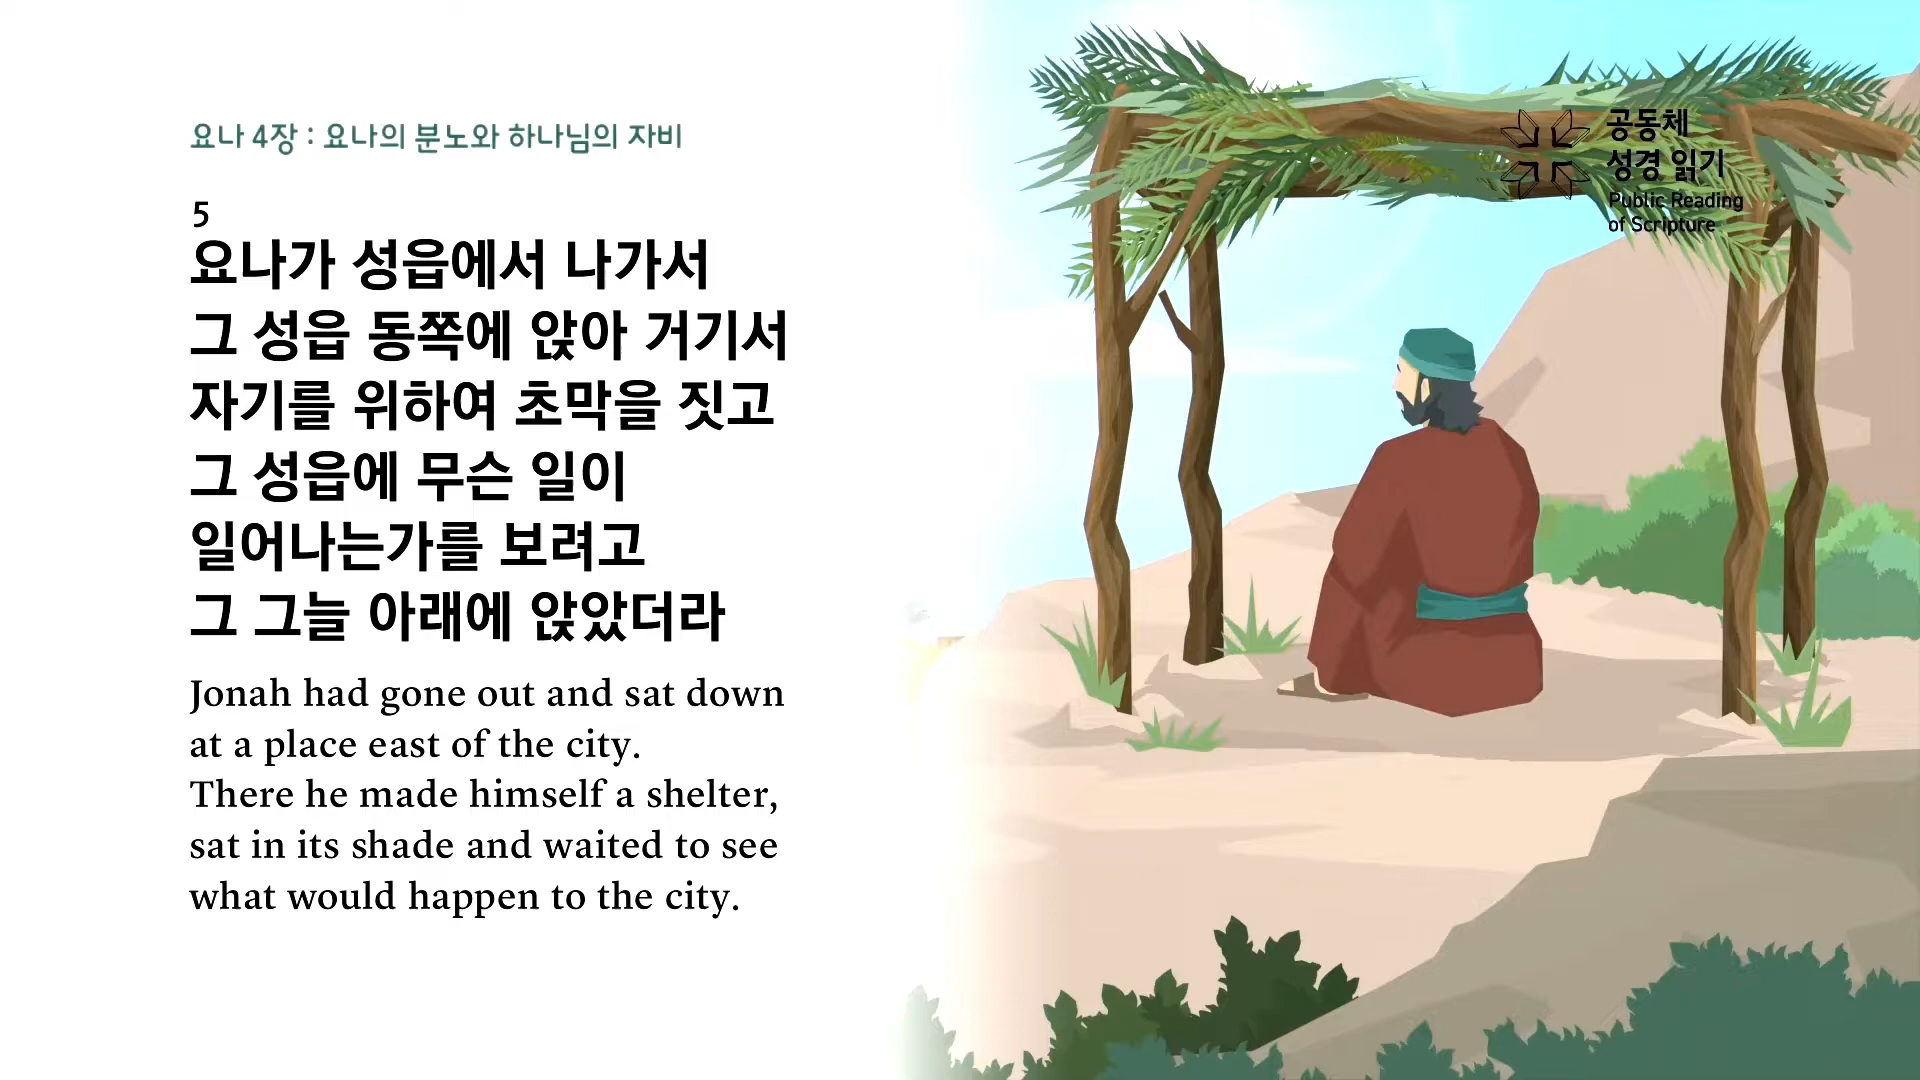 요나 4장 : 요나의 분노와 하나님의 자비
5
요나가 성읍에서 나가서
그 성읍 동쪽에 앉아 거기서
자기를 위하여 초막을 짓고
그 성읍에 무슨 일이
일어나는가를 보려고
그 그늘 아래에 앉았더라
Jonah had gone out and sat down
at a place east of the city.
There he made himself a shelter,
sat in its shade and waited to see
what would happen to the city.
공동체
성경 읽기
Public Reading
of Scripture